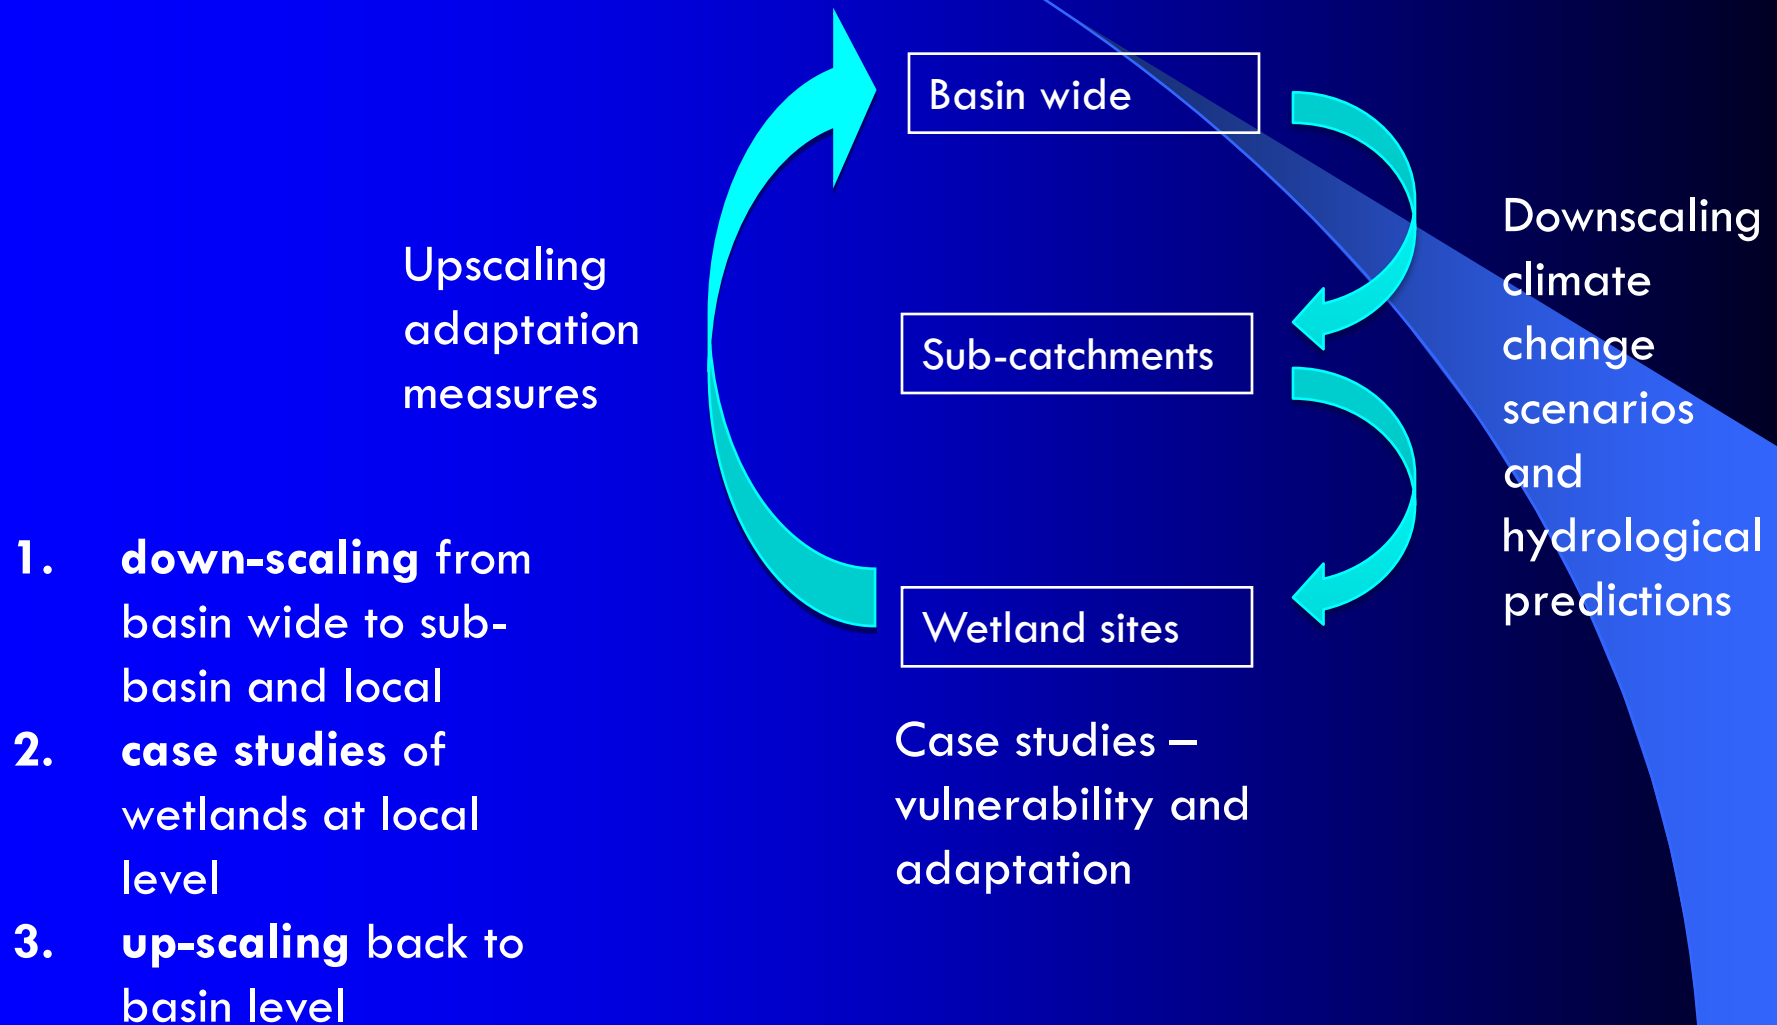 Basin wide
Upscaling
adaptation
measures
Sub-catchments
Downscaling
climate
change
scenarios
and
hydrological
predictions
1. down-scaling from
basin wide to sub-
basin and local
2. case studies of
wetlands at local
level
3. up-scaling back to
basin level
Wetland sites
Case studies –
vulnerability and
adaptation